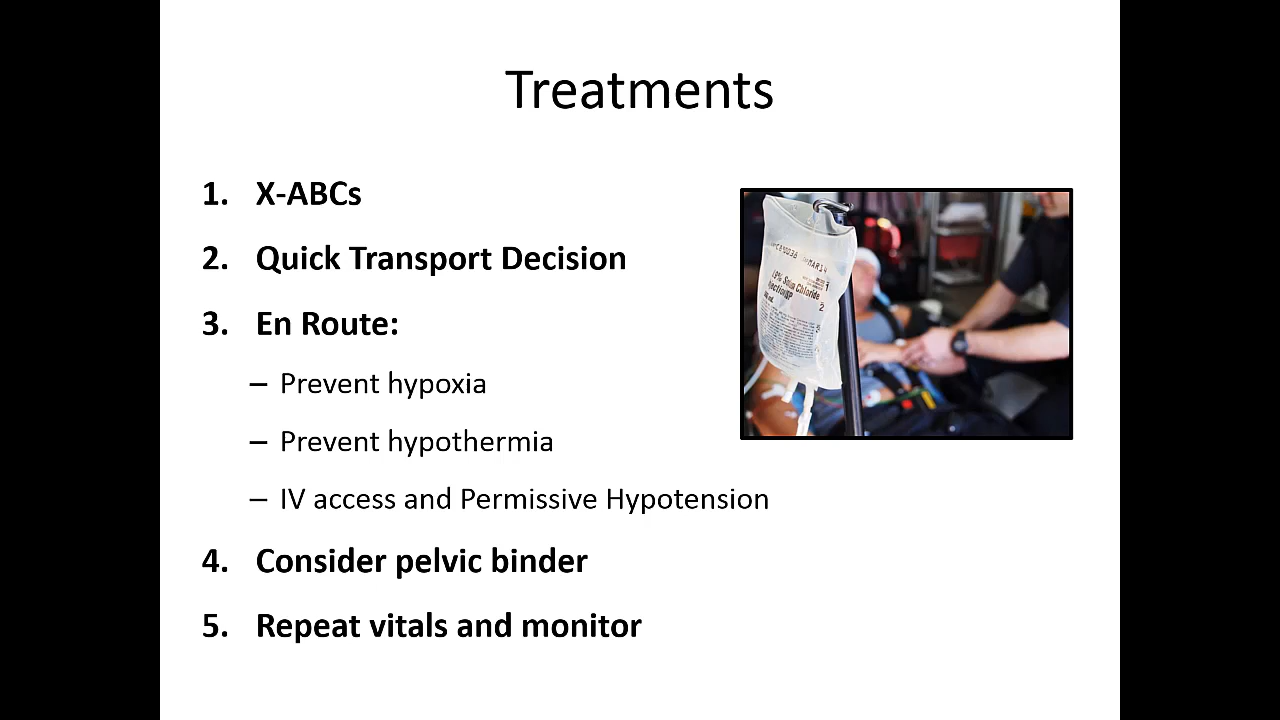 Treatments
1. X-ABCs
2. Quick Transport Decision
3. En Route:
– Prevent hypoxia
– Prevent hypothermia
– IV access and Permissive Hypotension
4. Consider pelvic binder
5. Repeat vitals and monitor
Chloride